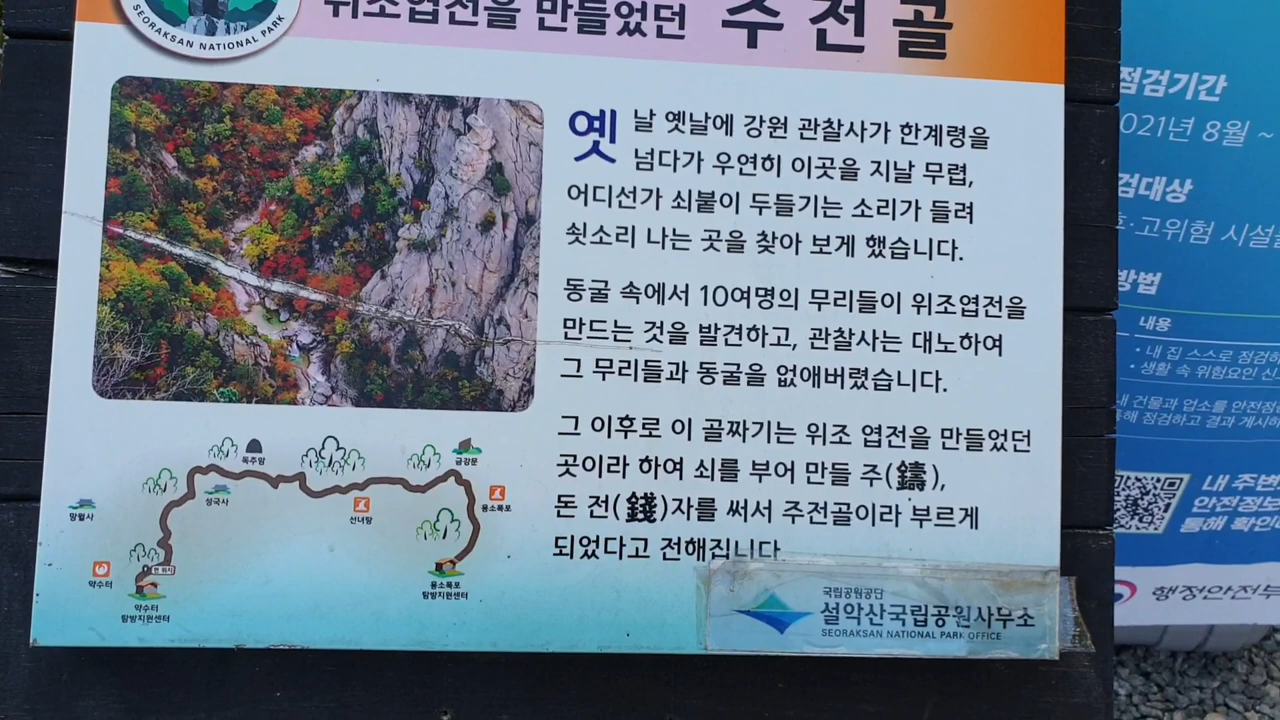 SEORAKSAN NATIONAL PARK
위조엽전을 만들었던 주전골
옛날 옛날에 강원 관찰사가 한계령을
넘다가 우연히 이곳을 지날 무렵,
어디선가 쇠붙이 두들기는 소리가 들려
쇳소리 나는 곳을 찾아 보게 했습니다.
동굴 속에서 10여명의 무리들이 위조엽전을
만드는 것을 발견하고, 관찰사는 대노하여
그 무리들과 동굴을 없애버렸습니다.
그 이후로 이 골짜기는 위조 엽전을 만들었던
곳이라 하여 쇠를 부어 만들 주(鑄),
돈 전(錢)자를 써서 주전골이라 부르게
되었다고 전해집니다
독주암
금강문
망월사
성국사
선녀탕
용소폭포
약수터
현 위치
약수터
탐방지원센터
용소폭포
탐방지원센터
국립공원공단
설악산국립공원사무소
SEORAKSAN NATIONAL PARK OFFICE
점검기간
021년 8월 ~
검대상
·고위험 시설
방법
내용
• 내 집 스스로 점검하
• 생활 속 위험요인 신
내 건물과 업소를 안전점
통해 점검하고 결과 게시하
내 주변
안전정보
통해 확인
행정안전부